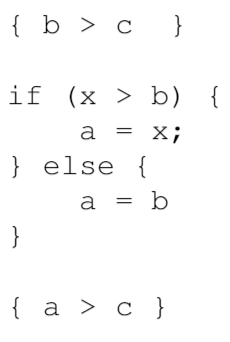 { b > c  }
if (x > b) {
    a = x;
} else {
    a = b
}
{ a > c }